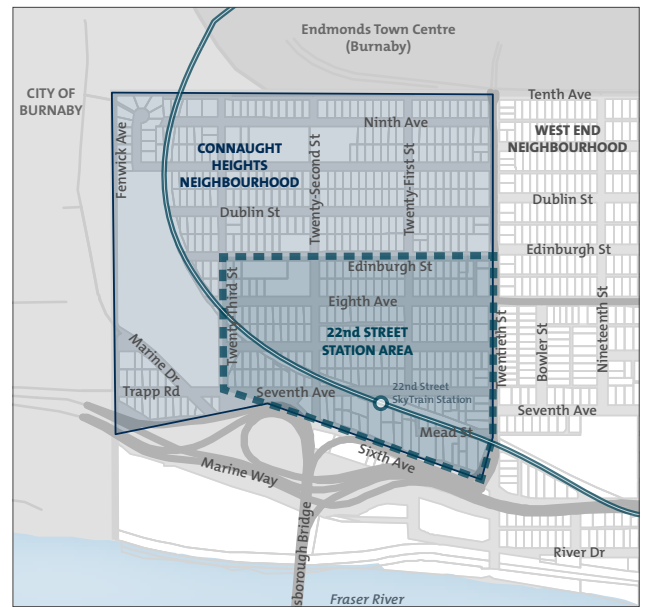 Endmonds Town Centre
(Burnaby)
CITY OF
BURNABY
Tenth Ave
Ninth Ave
WEST END
NEIGHBOURHOOD
Fenwick Ave
CONNAUGHT
HEIGHTS
NEIGHBOURHOOD
Twenty-Second St
Twenty-First St
Dublin St
Dublin St
Edinburgh St
Edinburgh St
Twenty-Third St
Eighth Ave
Twentieth St
Bowler St
Nineteenth St
22nd STREET
STATION AREA
Marine Dr
Trapp Rd
Seventh Ave
22nd Street
SkyTrain Station
Seventh Ave
Mead St
Sixth Ave
Marine Way
sborough Bridge
River Dr
Fraser River